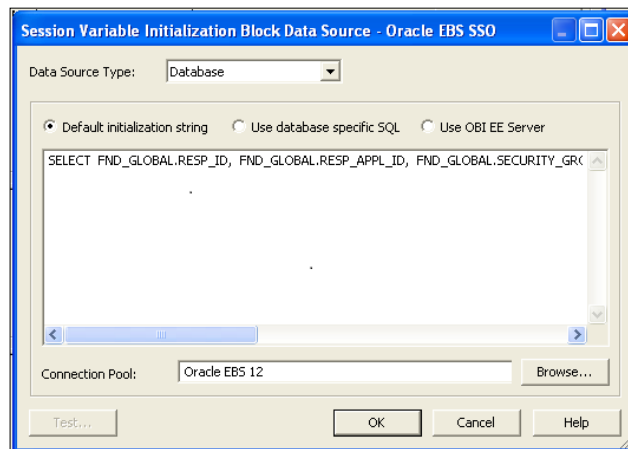 Session Variable Initialization Block Data Source - Oracle EBS SSO
Data Source Type: Database
Default initialization string Use database specific SQL Use OBI EE Server
SELECT FND_GLOBAL.RESP_ID, FND_GLOBAL.RESP_APPL_ID, FND_GLOBAL.SECURITY_GRO
Connection Pool: Oracle EBS 12 Browse...
Test... OK Cancel Help